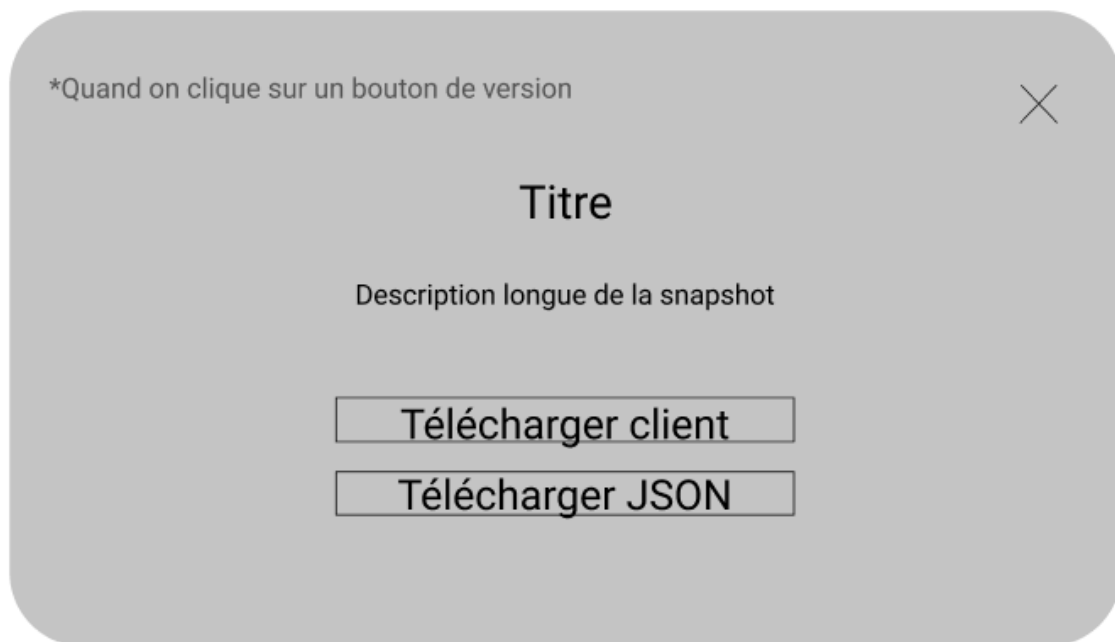 *Quand on clique sur un bouton de version
Titre
Description longue de la snapshot
Télécharger client
Télécharger JSON